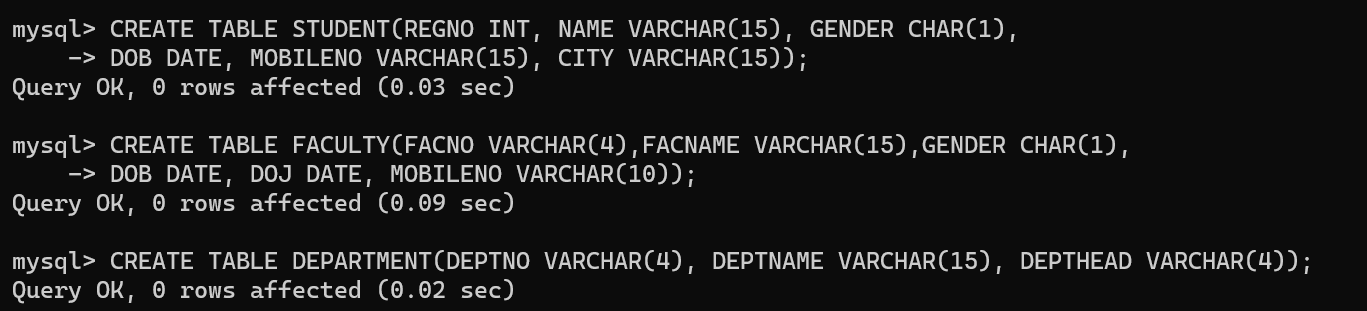 mysql> CREATE TABLE STUDENT(REGNO INT, NAME VARCHAR(15), GENDER CHAR(1),
    -> DOB DATE, MOBILENO VARCHAR(15), CITY VARCHAR(15));
Query OK, 0 rows affected (0.03 sec)
mysql> CREATE TABLE FACULTY(FACNO VARCHAR(4),FACNAME VARCHAR(15),GENDER CHAR(1),
    -> DOB DATE, DOJ DATE, MOBILENO VARCHAR(10));
Query OK, 0 rows affected (0.09 sec)
mysql> CREATE TABLE DEPARTMENT(DEPTNO VARCHAR(4), DEPTNAME VARCHAR(15), DEPTHEAD VARCHAR(4));
Query OK, 0 rows affected (0.02 sec)